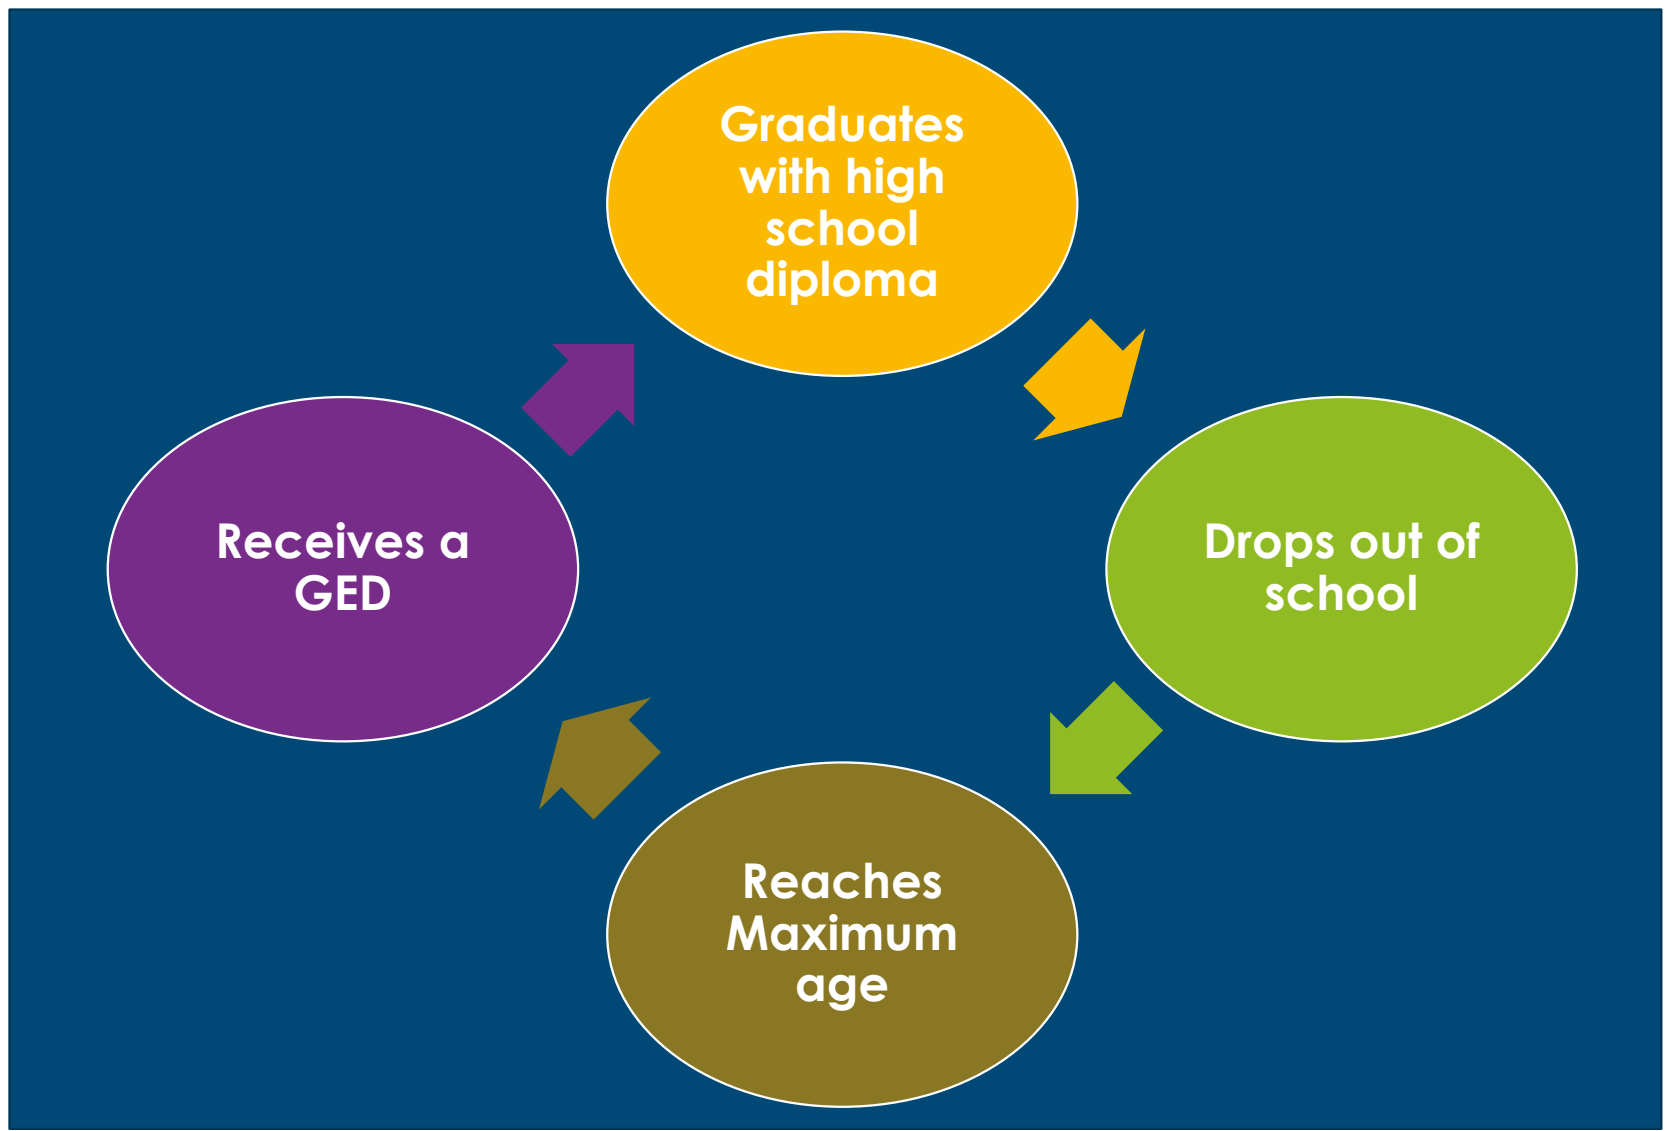 Graduates
with high
school
diploma
Drops out of
school
Reaches
Maximum
age
Receives a
GED